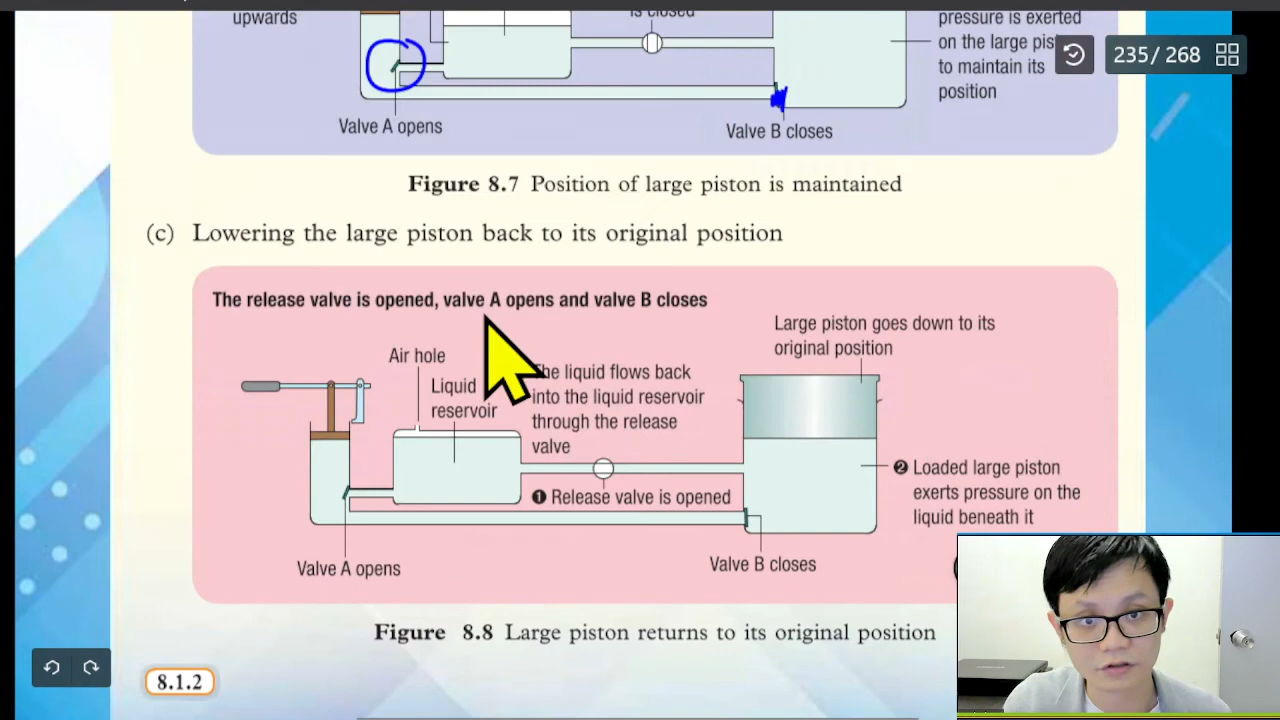 upwards
is closed
pressure is exerted
on the large
to maintain its
position
235/ 268
Valve A opens
Valve B closes
Figure 8.7 Position of large piston is maintained
(c) Lowering the large piston back to its original position
The release valve is opened, valve A opens and valve B closes
Large piston goes down to its
original position
Air hole
Liquid
reservoir
The liquid flows back
into the liquid reservoir
through the release
valve
❶ Release valve is opened
❷ Loaded large piston
exerts pressure on the
liquid beneath it
Valve A opens
Valve B closes
Figure 8.8 Large piston returns to its original position
8.1.2